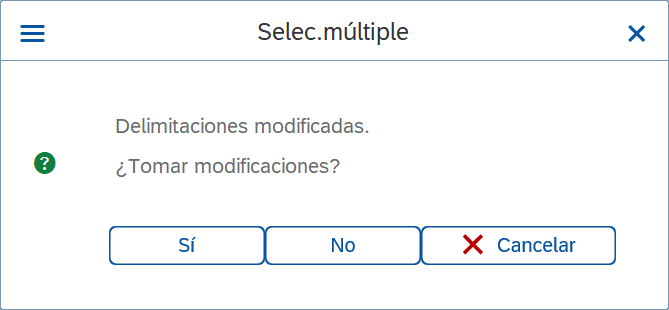 Selec.múltiple
Delimitaciones modificadas.
¿Tomar modificaciones?
Sí
No
Cancelar